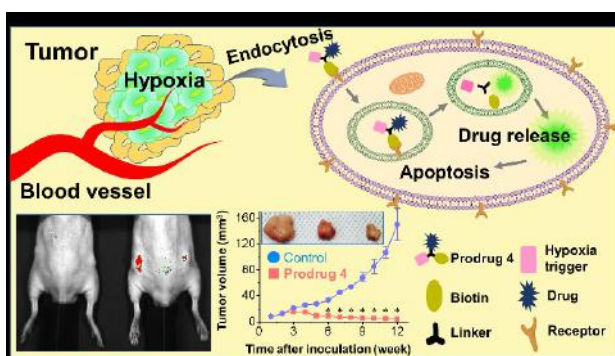 Tumor
Hypoxia
Endocytosis
Blood vessel
Drug release
Apoptosis
Tumor volume (mm³)
160
120
80
40
0
Control
Prodrug 4
0 3 6 9 12
Time after inoculation (week)
Prodrug 4
Hypoxia
trigger
Biotin
Drug
Linker
Receptor